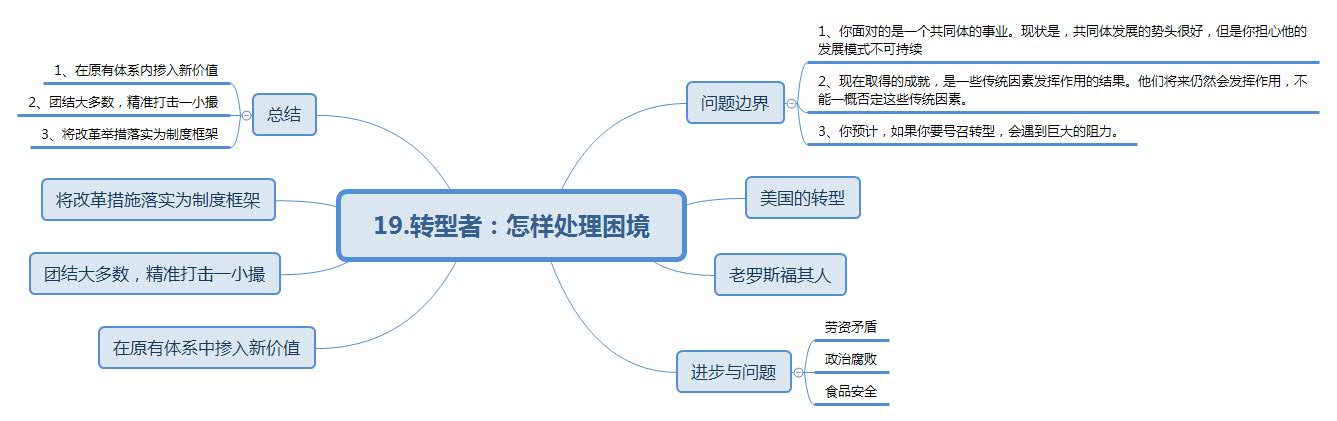 19.转型者：怎样处理困境
问题边界
1、你面对的是一个共同体的事业。现状是，共同体发展的势头很好，但是你担心他的
发展模式不可持续
2、现在取得的成就，是一些传统因素发挥作用的结果。他们将来仍然会发挥作用，不
能一概否定这些传统因素。
3、你预计，如果你要号召转型，会遇到巨大的阻力。
美国的转型
老罗斯福其人
进步与问题
劳资矛盾
政治腐败
食品安全
在原有体系中掺入新价值
团结大多数，精准打击一小撮
将改革措施落实为制度框架
总结
1、在原有体系内掺入新价值
2、团结大多数，精准打击一小撮
3、将改革举措落实为制度框架